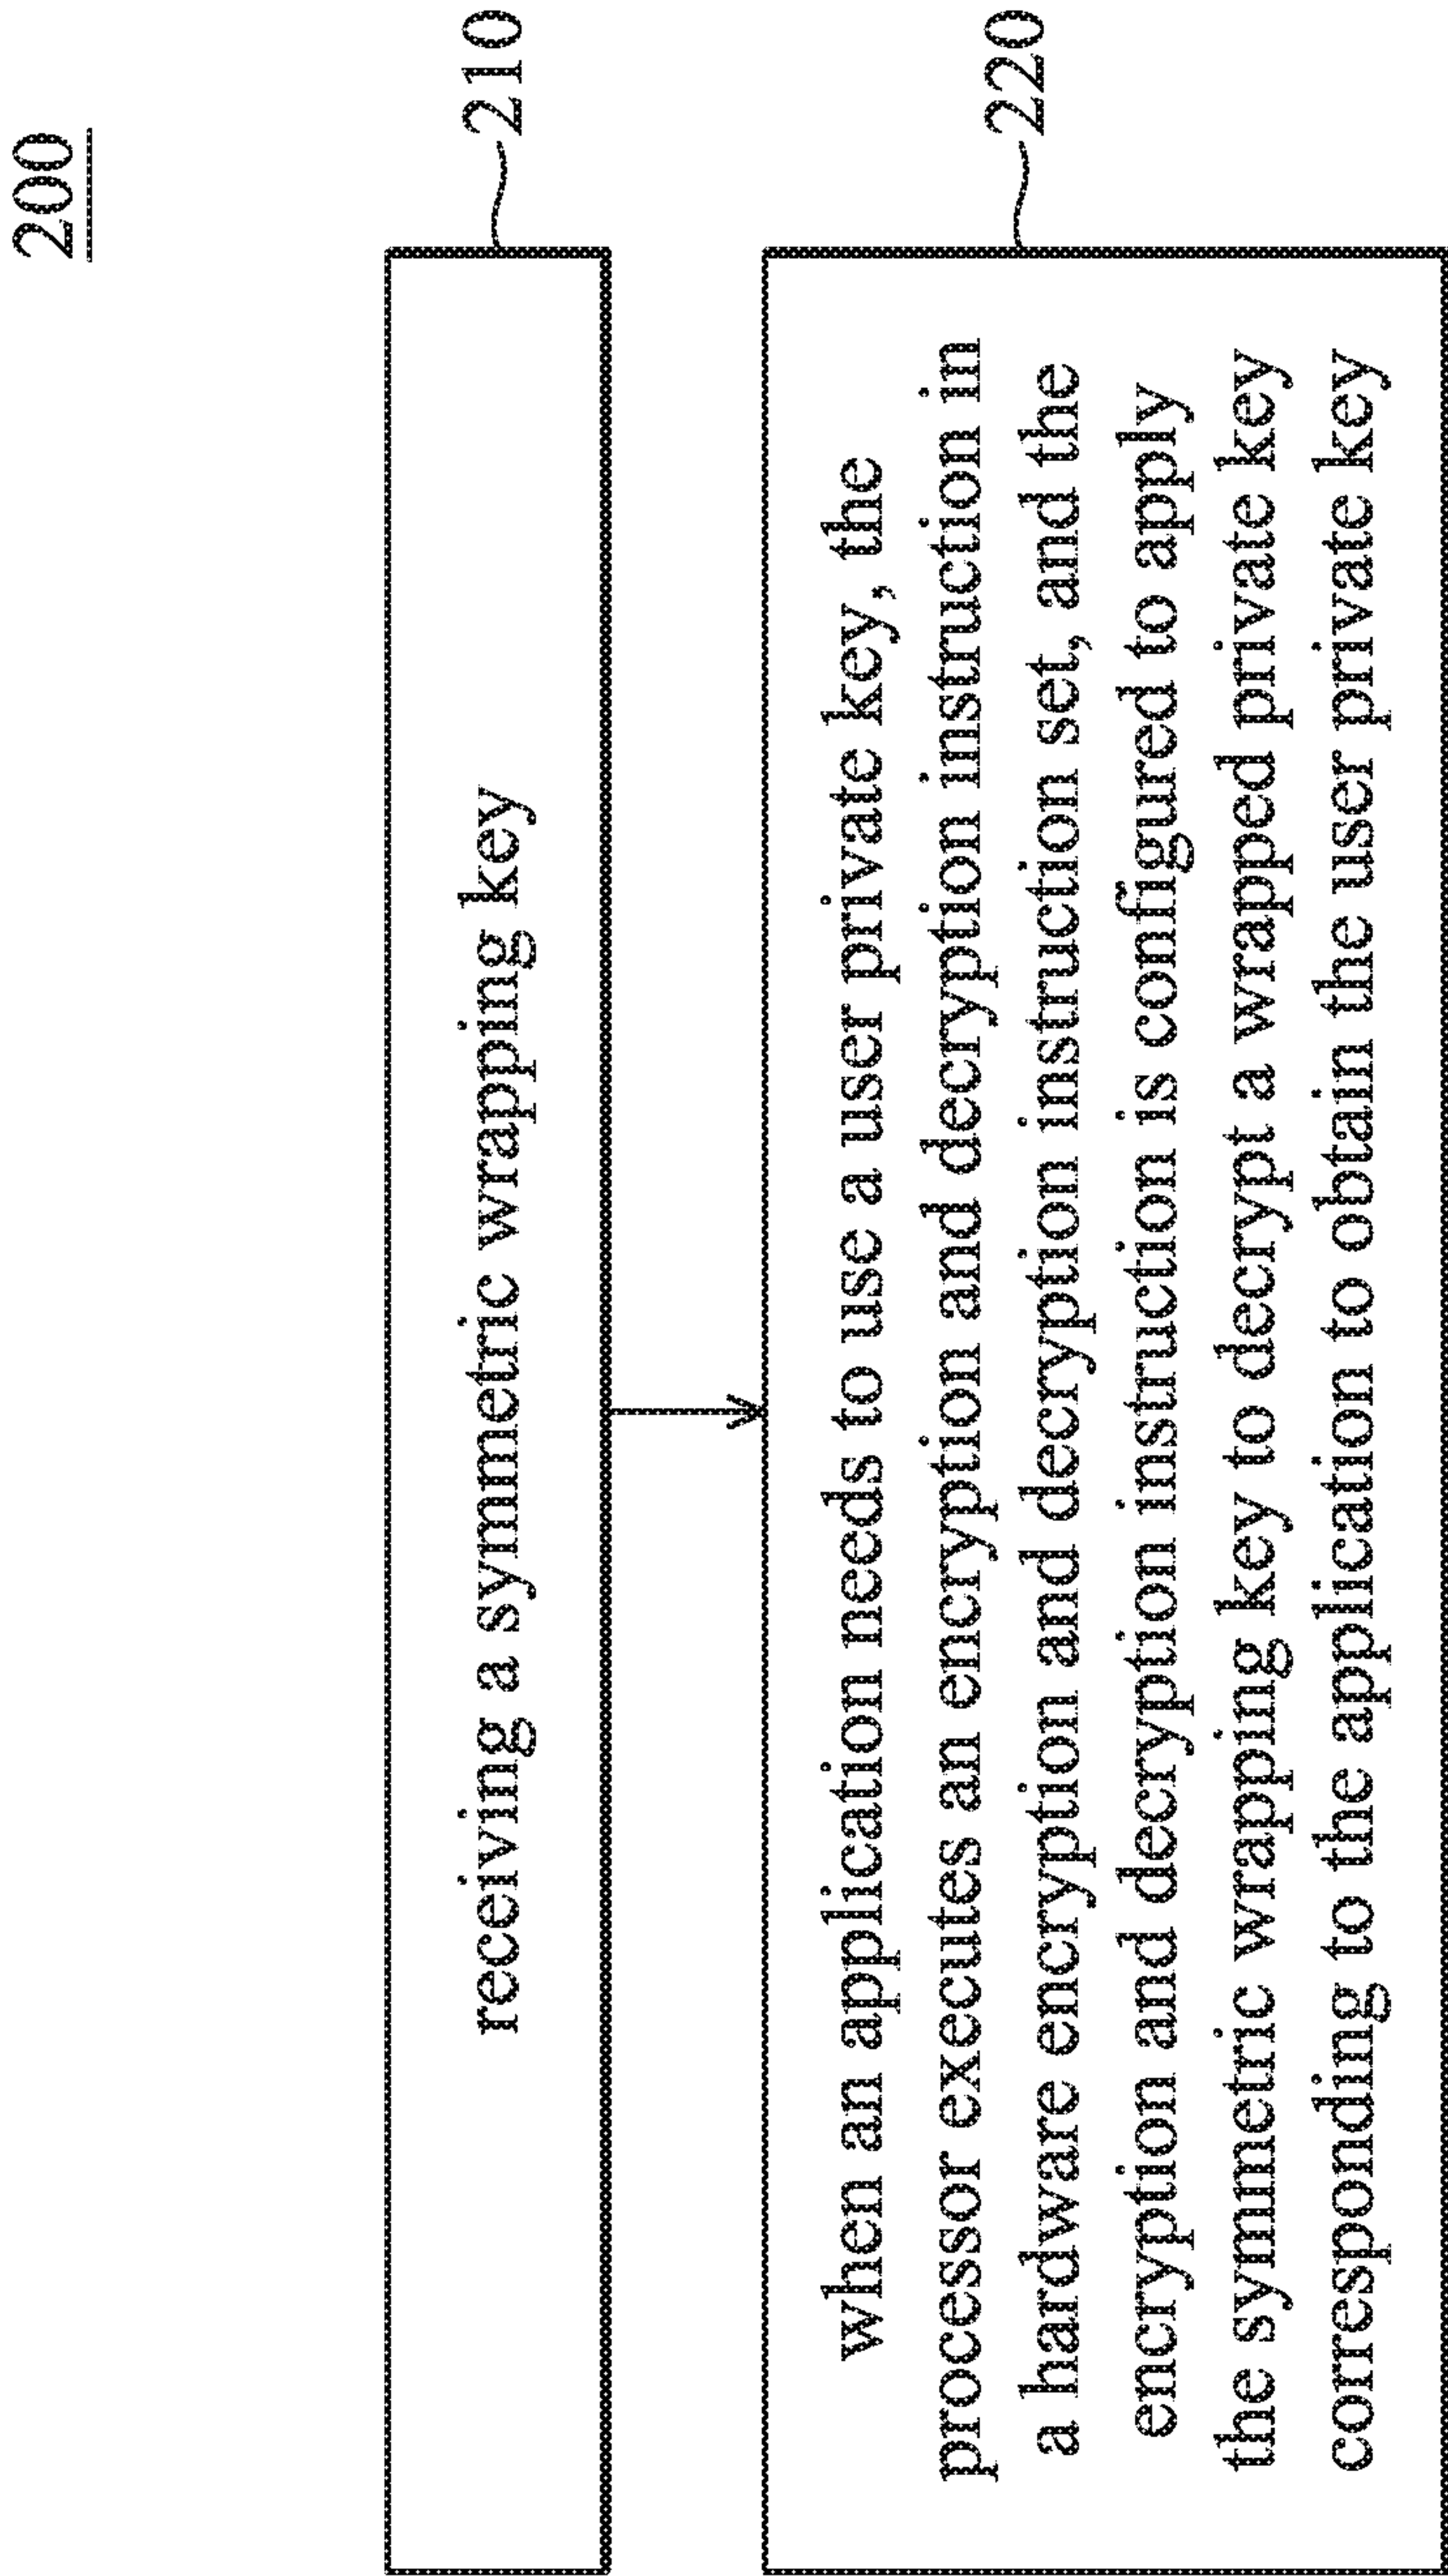 200
receiving a symmetric wrapping key
210
when an application needs to use a user private key, the
processor executes an encryption and decryption instruction in
a hardware encryption and decryption instruction set, and the
encryption and decryption instruction is configured to apply
the symmetric wrapping key to decrypt a wrapped private key
corresponding to the application to obtain the user private key
220